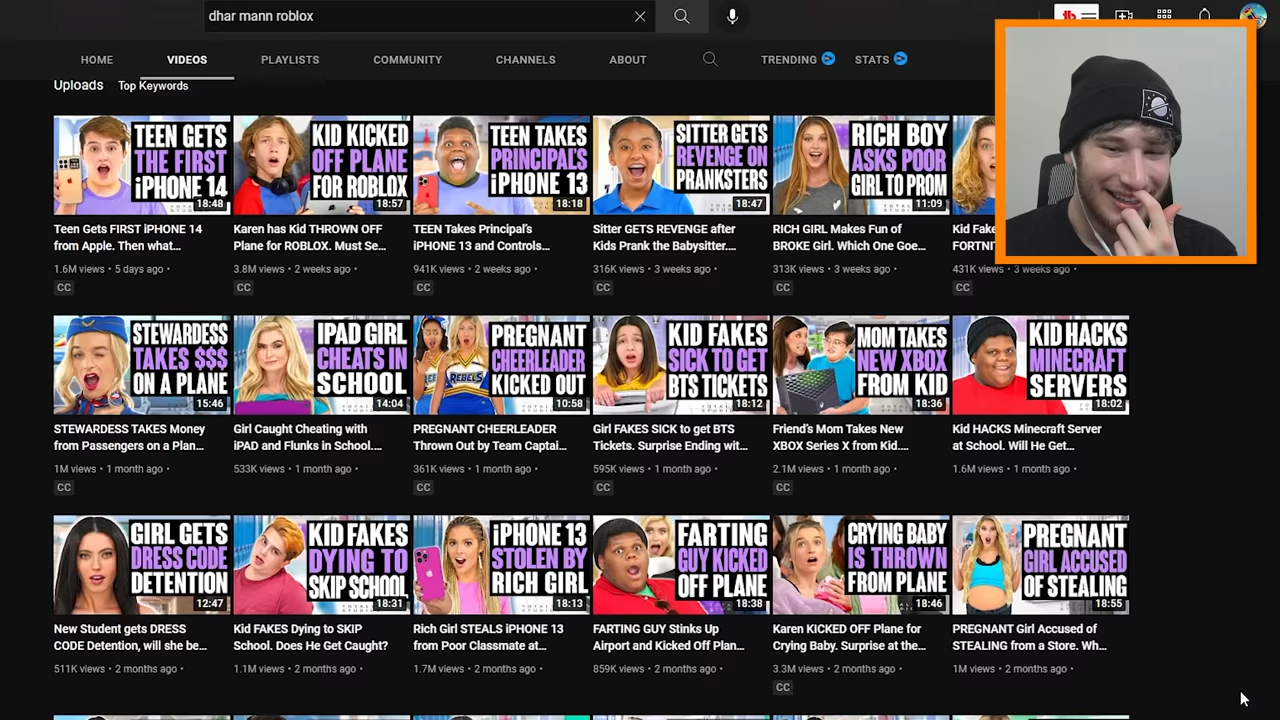 dhar mann roblox
HOME VIDEOS PLAYLISTS COMMUNITY CHANNELS ABOUT TRENDING STATS
Uploads Top Keywords
TEEN GETS
THE FIRST
iPHONE 14
18:48
KID KICKED
OFF PLANE
FOR ROBLOX
18:57
TEEN TAKES
PRINCIPAL'S
iPHONE 13
18:18
SITTER GETS
REVENGE ON
PRANKSTERS
18:47
RICH BOY
ASKS POOR
GIRL TO PROM
11:09
Teen Gets FIRST iPHONE 14
from Apple. Then what...
1.6M views • 5 days ago •
CC
Karen has Kid THROWN OFF
Plane for ROBLOX. Must Se...
3.8M views • 2 weeks ago •
CC
TEEN Takes Principal's
iPHONE 13 and Controls...
941K views • 2 weeks ago •
CC
Sitter GETS REVENGE after
Kids Prank the Babysitter....
316K views • 3 weeks ago •
CC
RICH GIRL Makes Fun of
BROKE Girl. Which One Goe...
313K views • 3 weeks ago •
CC
Kid Fake
FORTNI
431K views • 3 weeks ago •
CC
STEWARDESS
TAKES $$$
ON A PLANE
15:46
IPAD GIRL
CHEATS IN
SCHOOL
14:04
REBELS
PREGNANT
CHEERLEADER
KICKED OUT
10:58
KID FAKES
SICK TO GET
BTS TICKETS
18:12
MOM TAKES
NEW XBOX
FROM KID
18:36
KID HACKS
MINECRAFT
SERVERS
18:02
STEWARDESS TAKES Money
from Passengers on a Plan...
1M views • 1 month ago •
CC
Girl Caught Cheating with
iPAD and Flunks in School....
533K views • 1 month ago •
PREGNANT CHEERLEADER
Thrown Out by Team Captai...
361K views • 1 month ago •
CC
Girl FAKES SICK to get BTS
Tickets. Surprise Ending wit...
595K views • 1 month ago •
CC
Friend's Mom Takes New
XBOX Series X from Kid....
2.1M views • 1 month ago •
CC
Kid HACKS Minecraft Server
at School. Will He Get...
1.6M views • 1 month ago •
GIRL GETS
DRESS CODE
DETENTION
12:47
KID FAKES
DYING TO
SKIP SCHOOL
18:31
iPHONE 13
STOLEN BY
RICH GIRL
18:13
FARTING
GUY KICKED
OFF PLANE
18:38
CRYING BABY
IS THROWN
FROM PLANE
18:46
PREGNANT
GIRL ACCUSED
OF STEALING
18:55
New Student gets DRESS
CODE Detention, will she be...
511K views • 2 months ago •
Kid FAKES Dying to SKIP
School. Does He Get Caught?
1.1M views • 2 months ago •
Rich Girl STEALS iPHONE 13
from Poor Classmate at...
1.7M views • 2 months ago •
FARTING GUY Stinks Up
Airport and Kicked Off Plan...
859K views • 2 months ago •
Karen KICKED OFF Plane for
Crying Baby. Surprise at the...
3.3M views • 2 months ago •
CC
PREGNANT Girl Accused of
STEALING from a Store. Wh...
1M views • 2 months ago •